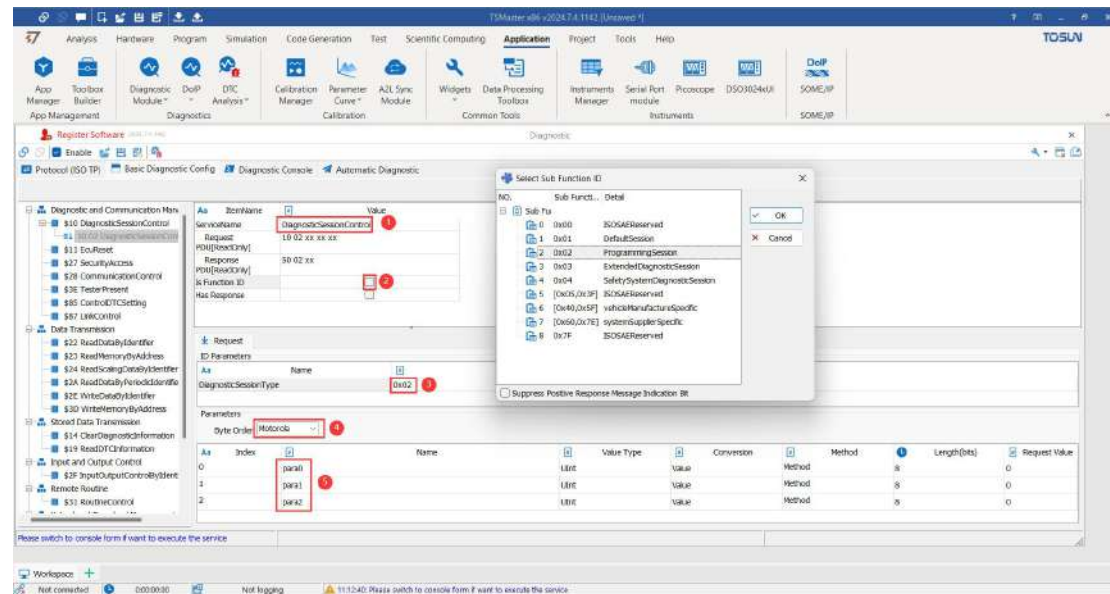 TSMaster x86 v2024.7.4.1142 [Unsaved *]
Analysis Hardware Program Simulation Code Generation Test Scientific Computing Application Project Tools Help TOSUN
App Manager Toolbox Builder Diagnostic Module DoIP DTC Analysis Calibration Manager Parameter Curve A2L Sync Module Widgets Data Processing Toolbox Instruments Manager Serial Port module Picoscope DSO3024xUI DoIP SOME/IP
App Management Diagnostics Calibration Common Tools Instruments SOME/IP
Register Software Diagnostic
Enable
Protocol (ISO TP) Basic Diagnostic Config Diagnostic Console Automatic Diagnostic
Diagnostic and Communication Man
$10 DiagnosticSessionControl
$11 EcuReset
$27 SecurityAccess
$28 CommunicationControl
$3E TesterPresent
$85 ControlDTCSetting
$87 LinkControl
Data Transmission
$22 ReadDataByIdentifier
$23 ReadMemoryByAddress
$24 ReadScalingDataByIdentifier
$2A ReadDataByPeriodicIdentifie
$2E WriteDataByIdentifier
$3D WriteMemoryByAddress
Stored Data Transmission
$14 ClearDiagnosticInformation
$19 ReadDTCInformation
Input and Output Control
$2F InputOutputControlByIdent
Remote Routine
$31 RoutineControl
Aa ItemName Value
ServiceName DiagnosticSessionControl 1
Request PDU[ReadOnly] 10 02 xx xx xx
Response PDU[ReadOnly] 50 02 xx
Is Function ID 2
Has Response
Request
ID Parameters
Aa Name
DiagnosticSessionType 0x02 3
Parameters
Byte Order Motorola 4
Aa Index Name Value Type Conversion Method Length(bits) Request Value
0 para0 UInt Value Method 8 0
1 para1 5 UInt Value Method 8 0
2 para2 UInt Value Method 8 0
Select Sub Function ID
NO. Sub Functi... Detail
Sub Fu
0 0x00 ISOSAEReserved
1 0x01 DefaultSession
2 0x02 ProgrammingSession
3 0x03 ExtendedDiagnosticSession
4 0x04 SafetySystemDiagnosticSession
5 [0x05,0x3F] ISOSAEReserved
6 [0x40,0x5F] vehicleManufactureSpecific
7 [0x60,0x7E] systemSupplierSpecific
8 0x7F ISOSAEReserved
OK
Cancel
Suppress Positive Response Message Indication Bit
Please switch to console form if want to execute the service
Workspace
Not connected 0:00:00:00 Not logging 11:12:40: Please switch to console form if want to execute the service